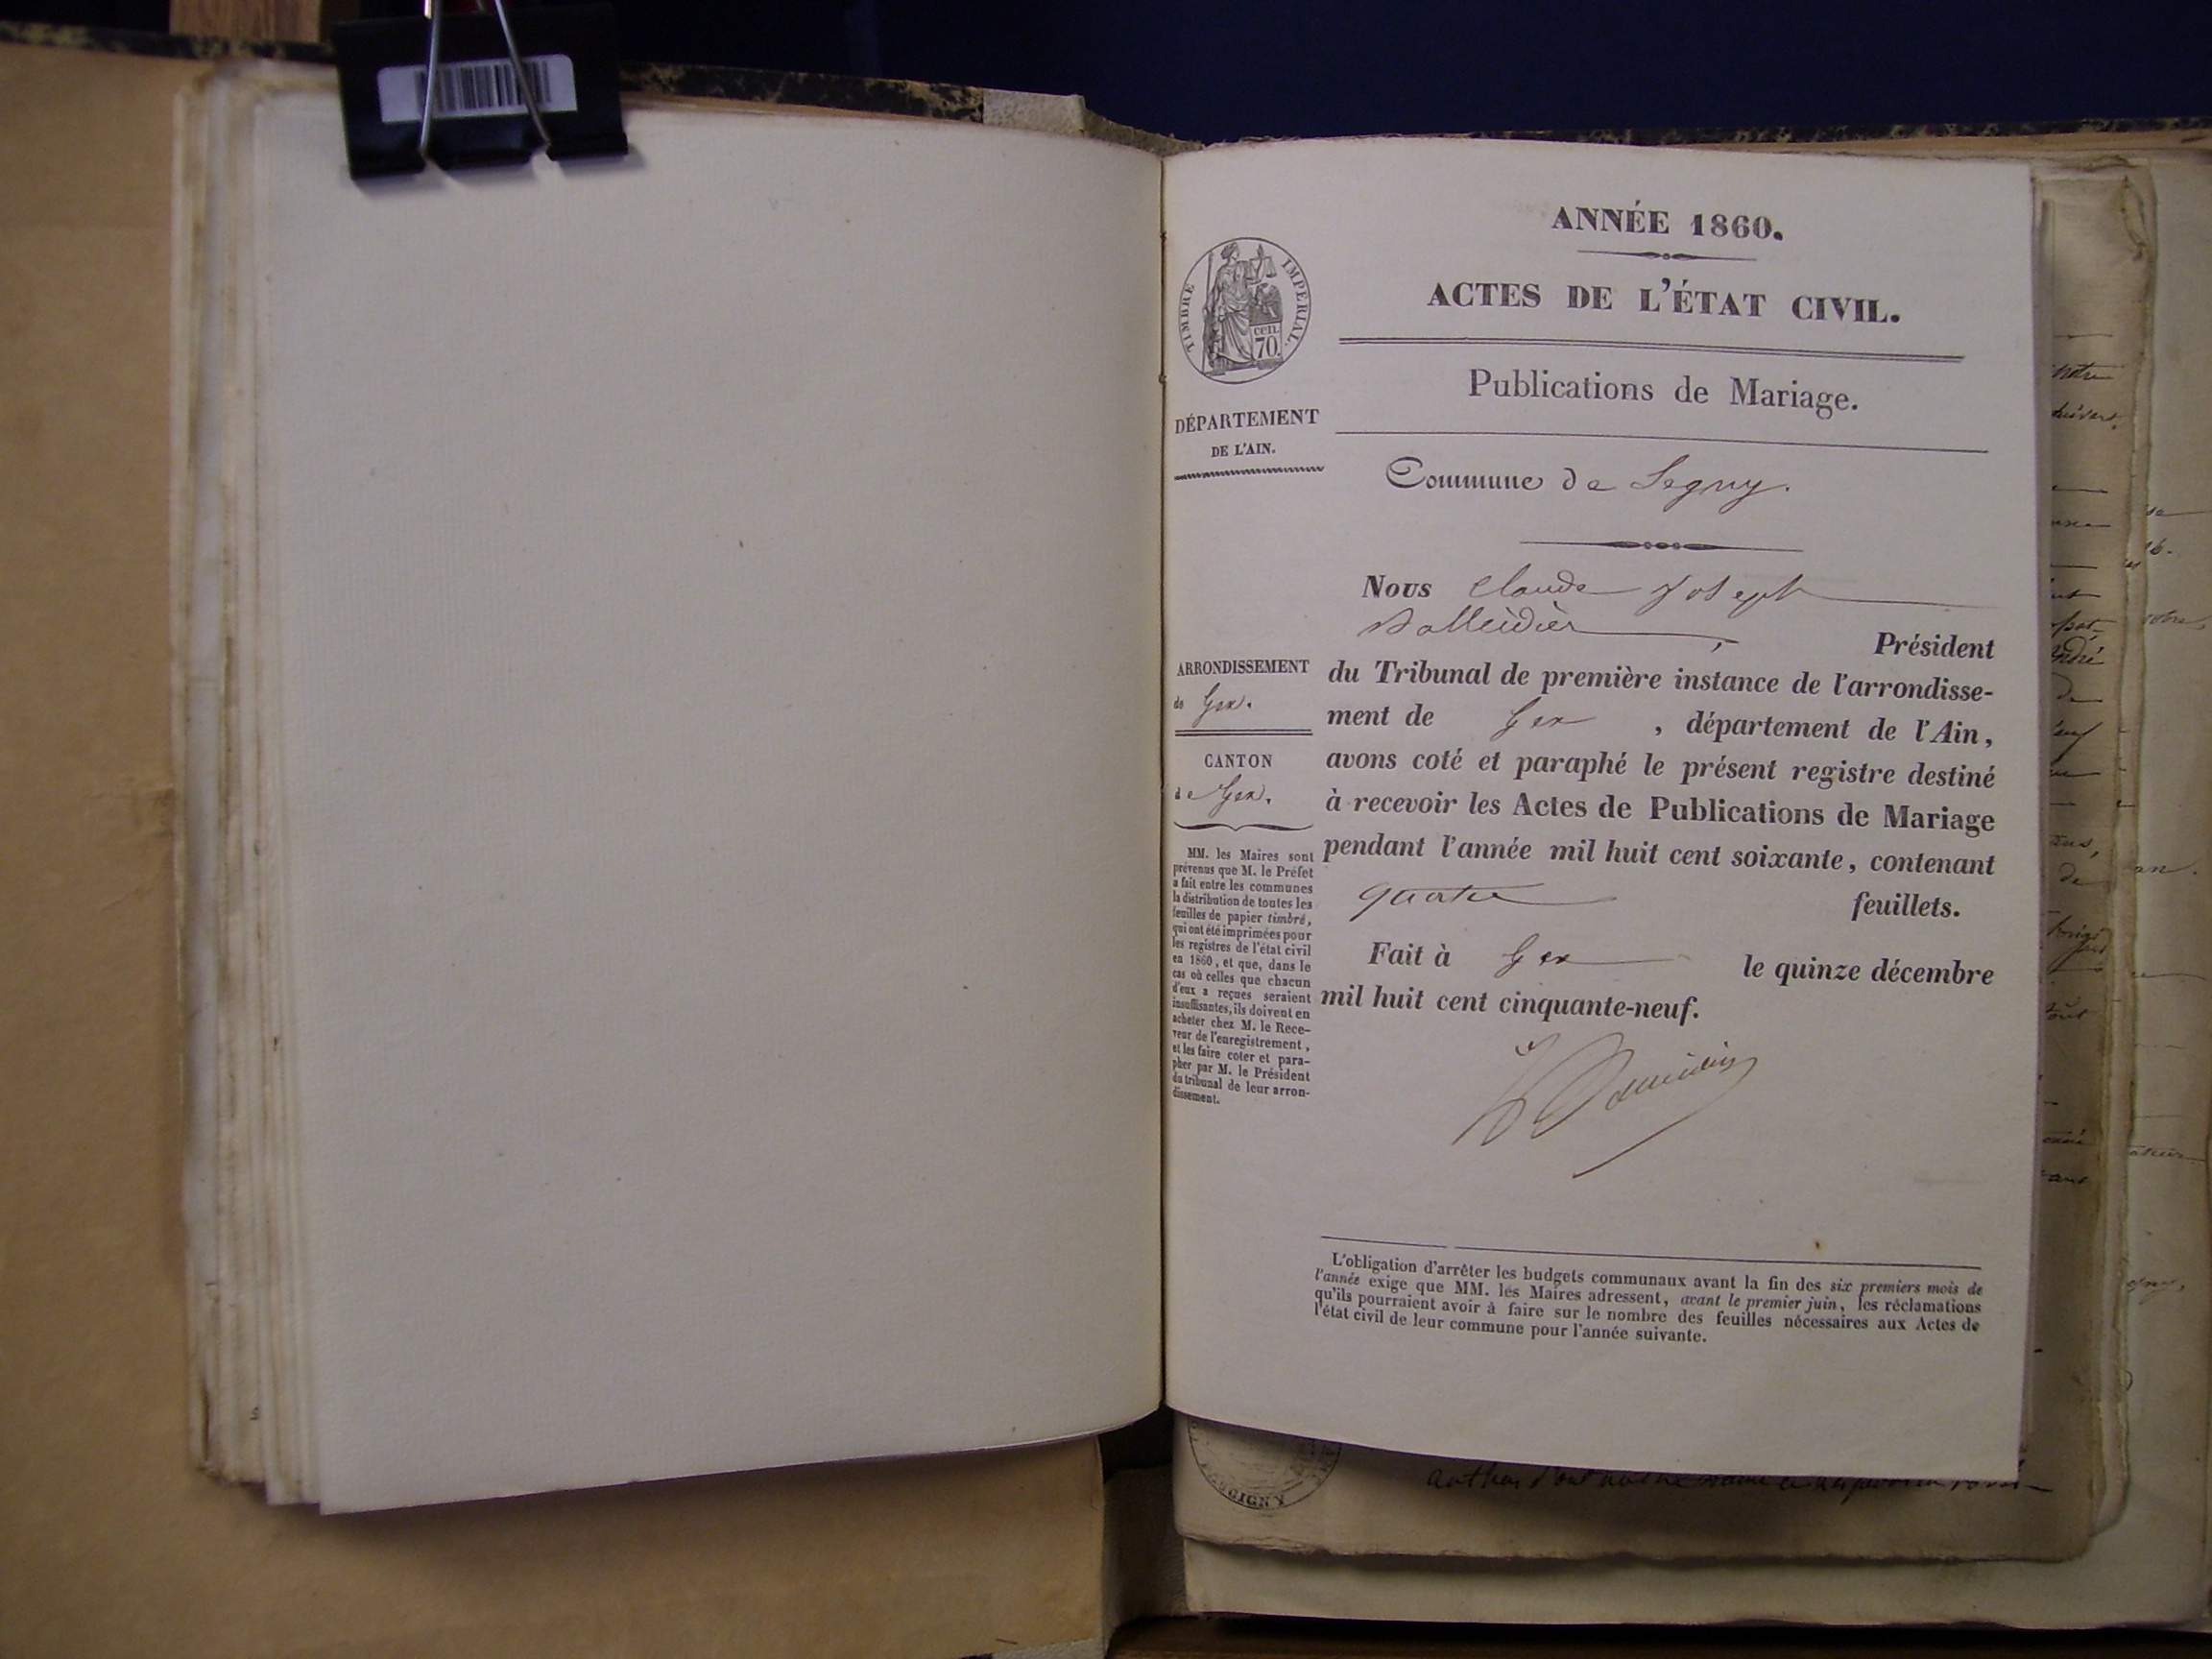 ANNÉE 1860.
ACTES DE L'ÉTAT CIVIL.
TIMBRE IMPERIAL.
cen.
70.
Publications de Mariage.
DÉPARTEMENT
DE L'AIN.
Commune de Segny.
Nous Claude Joseph
Président
ARRONDISSEMENT
de Gex.
CANTON
de Gex.
du Tribunal de première instance de l'arrondisse-
ment de Gex, département de l'Ain,
avons coté et paraphé le présent registre destiné
à recevoir les Actes de Publications de Mariage
pendant l'année mil huit cent soixante, contenant
quatre feuillets.
Fait à Gex le quinze décembre
mil huit cent cinquante-neuf.
MM. les Maires sont
prévenus que M. le Préfet
a fait entre les communes
la distribution de toutes les
feuilles de papier timbré,
qui ont été imprimées pour
les registres de l'état civil
en 1860, et que, dans le
cas où celles que chacun
d'eux a reçues seraient
insuffisantes, ils doivent en
acheter chez M. le Rece-
veur de l'enregistrement,
et les faire coter et para-
pher par M. le Président
du tribunal de leur arron-
dissement.
L'obligation d'arrêter les budgets communaux avant la fin des six premiers mois de
l'année exige que MM. les Maires adressent, avant le premier juin, les réclamations
qu'ils pourraient avoir à faire sur le nombre des feuilles nécessaires aux Actes de
l'état civil de leur commune pour l'année suivante.